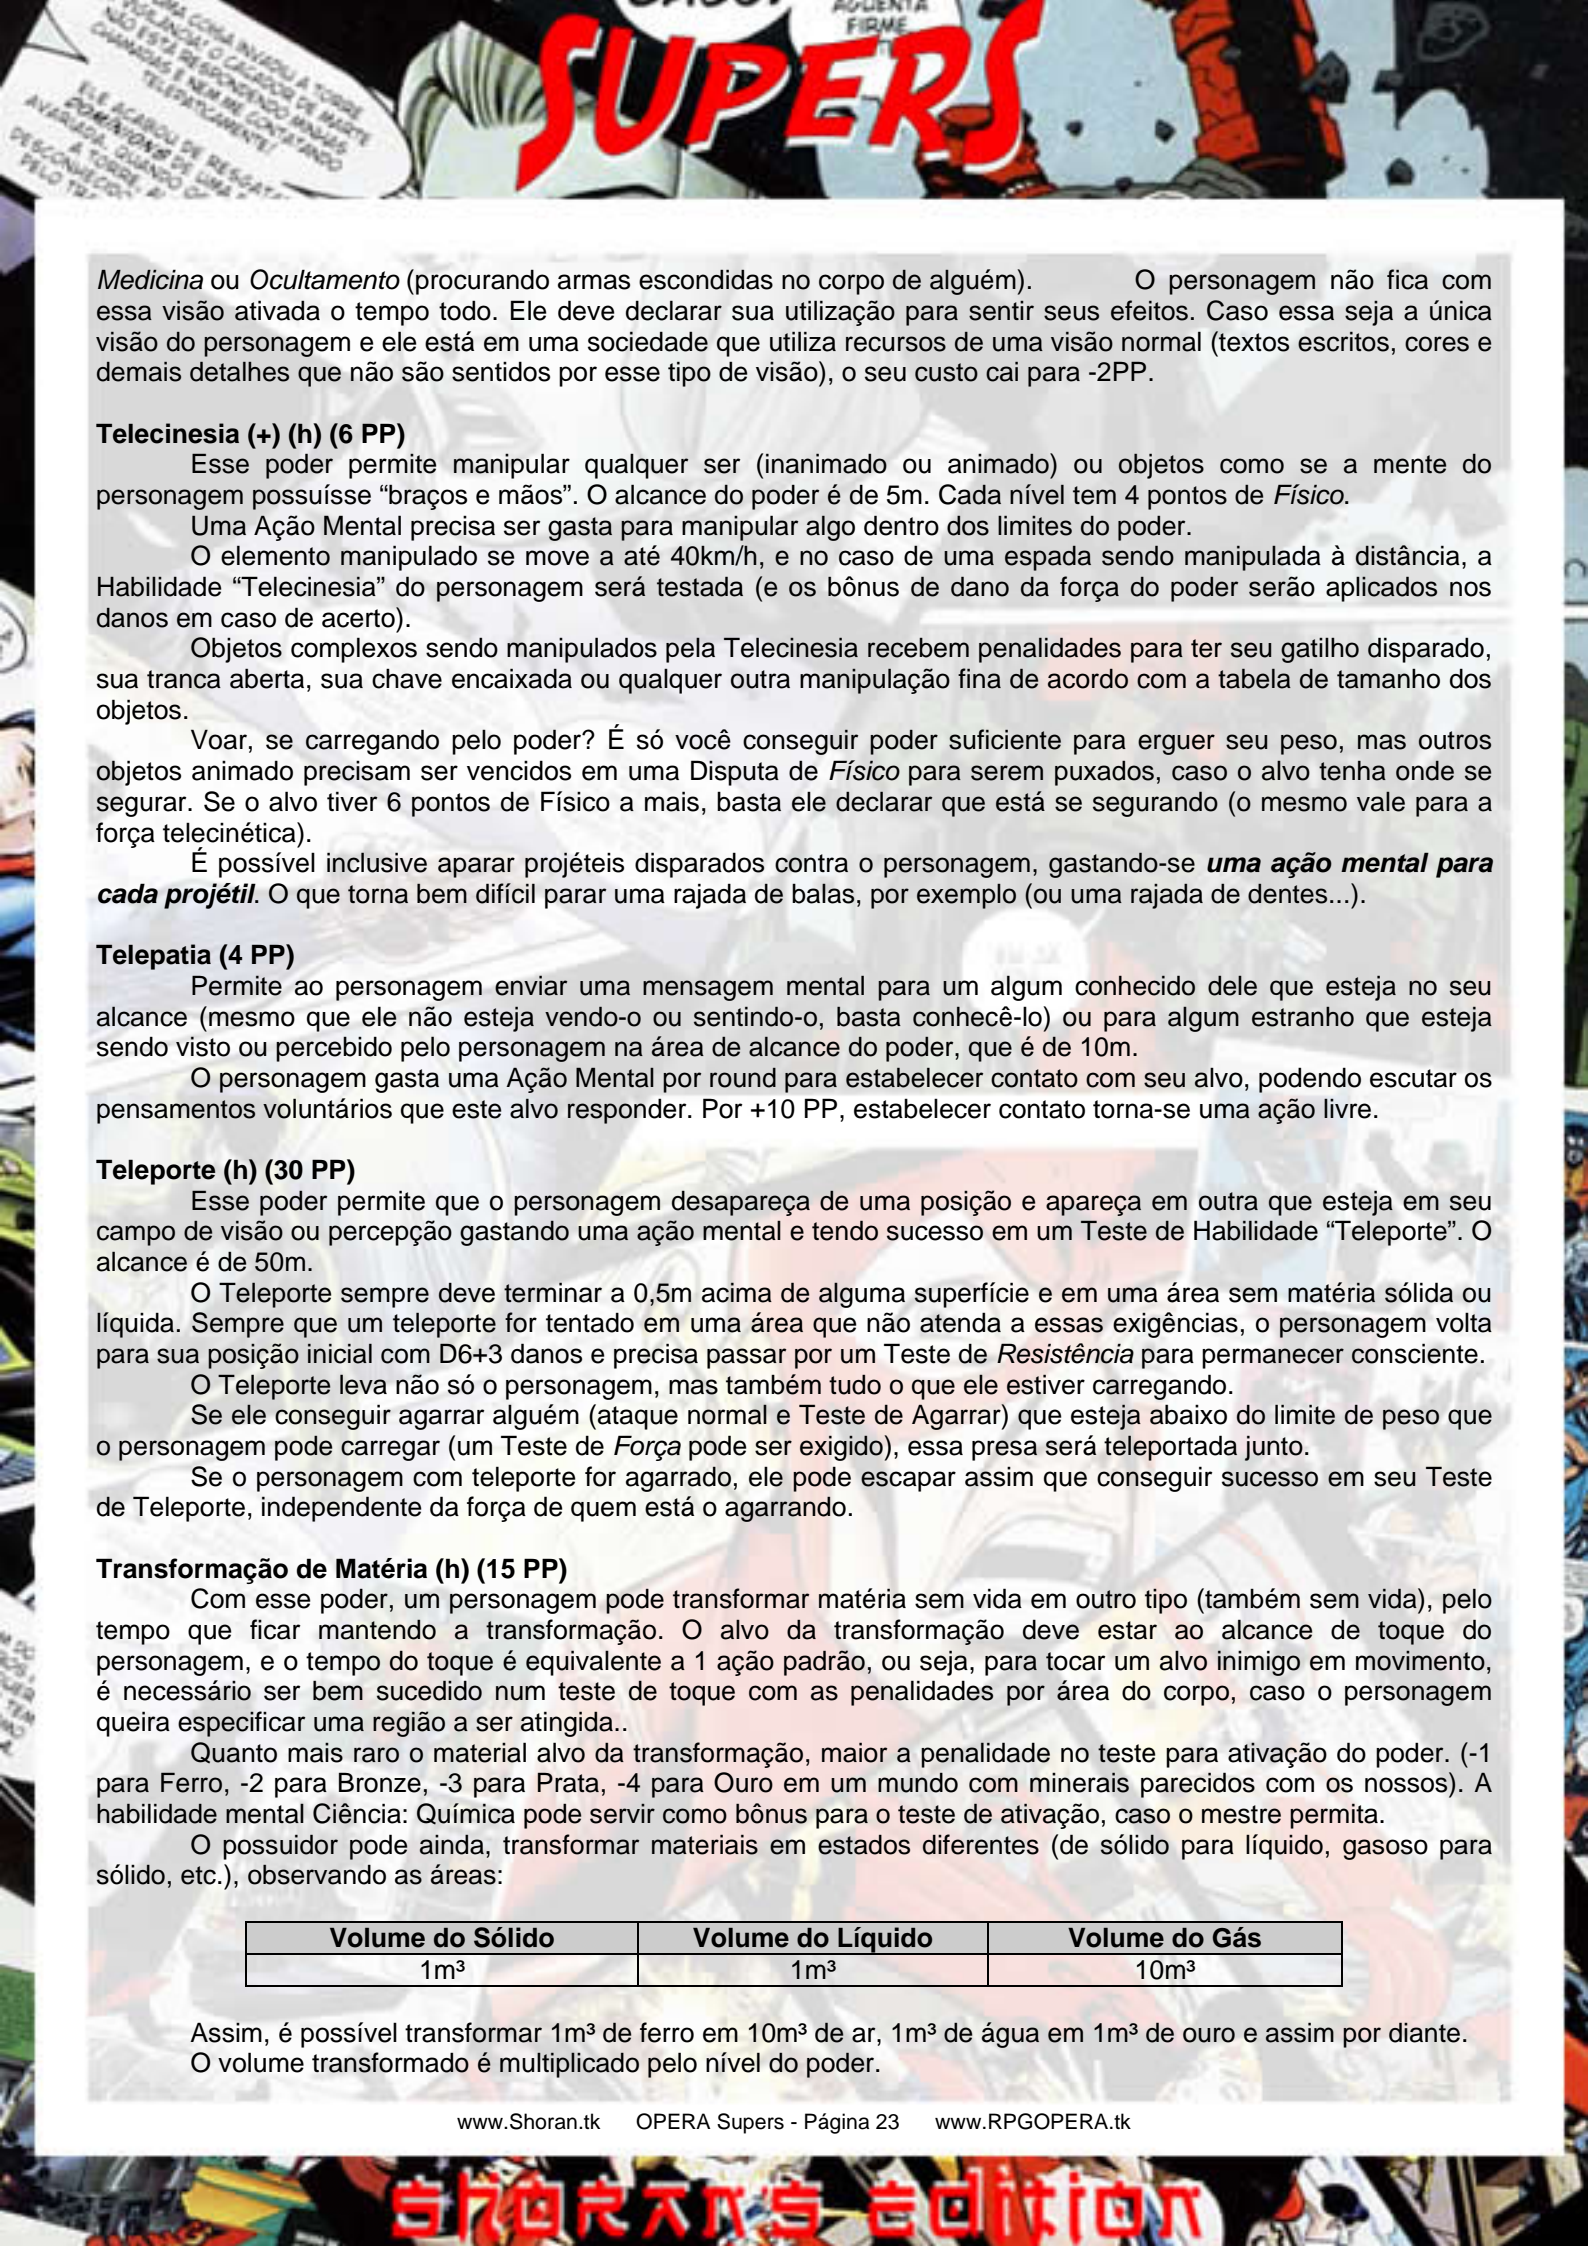 UMA COISA INVADIU A TORRE
DE VIGILÂNCIA! O CAÇADOR DE MARTE
NÃO ESTÁ RESPONDENDO MINHAS
CHAMADAS E NEM ME CONTATANDO
TELEPATICAMENTE!
ELE ACABOU DE RESGATA
AVARIADA, QUANDO
DESCONHECIDO
AGÜENTA
FIRME
SUPERS
Medicina ou Ocultamento (procurando armas escondidas no corpo de alguém). O personagem não fica com
essa visão ativada o tempo todo. Ele deve declarar sua utilização para sentir seus efeitos. Caso essa seja a única
visão do personagem e ele está em uma sociedade que utiliza recursos de uma visão normal (textos escritos, cores e
demais detalhes que não são sentidos por esse tipo de visão), o seu custo cai para -2PP.
Telecinesia (+) (h) (6 PP)
Esse poder permite manipular qualquer ser (inanimado ou animado) ou objetos como se a mente do
personagem possuísse “braços e mãos”. O alcance do poder é de 5m. Cada nível tem 4 pontos de Físico.
Uma Ação Mental precisa ser gasta para manipular algo dentro dos limites do poder.
O elemento manipulado se move a até 40km/h, e no caso de uma espada sendo manipulada à distância, a
Habilidade “Telecinesia” do personagem será testada (e os bônus de dano da força do poder serão aplicados nos
danos em caso de acerto).
Objetos complexos sendo manipulados pela Telecinesia recebem penalidades para ter seu gatilho disparado,
sua tranca aberta, sua chave encaixada ou qualquer outra manipulação fina de acordo com a tabela de tamanho dos
objetos.
Voar, se carregando pelo poder? É só você conseguir poder suficiente para erguer seu peso, mas outros
objetos animado precisam ser vencidos em uma Disputa de Físico para serem puxados, caso o alvo tenha onde se
segurar. Se o alvo tiver 6 pontos de Físico a mais, basta ele declarar que está se segurando (o mesmo vale para a
força telecinética).
É possível inclusive aparar projéteis disparados contra o personagem, gastando-se uma ação mental para
cada projétil. O que torna bem difícil parar uma rajada de balas, por exemplo (ou uma rajada de dentes...).
Telepatia (4 PP)
Permite ao personagem enviar uma mensagem mental para um algum conhecido dele que esteja no seu
alcance (mesmo que ele não esteja vendo-o ou sentindo-o, basta conhecê-lo) ou para algum estranho que esteja
sendo visto ou percebido pelo personagem na área de alcance do poder, que é de 10m.
O personagem gasta uma Ação Mental por round para estabelecer contato com seu alvo, podendo escutar os
pensamentos voluntários que este alvo responder. Por +10 PP, estabelecer contato torna-se uma ação livre.
Teleporte (h) (30 PP)
Esse poder permite que o personagem desapareça de uma posição e apareça em outra que esteja em seu
campo de visão ou percepção gastando uma ação mental e tendo sucesso em um Teste de Habilidade “Teleporte”. O
alcance é de 50m.
O Teleporte sempre deve terminar a 0,5m acima de alguma superfície e em uma área sem matéria sólida ou
líquida. Sempre que um teleporte for tentado em uma área que não atenda a essas exigências, o personagem volta
para sua posição inicial com D6+3 danos e precisa passar por um Teste de Resistência para permanecer consciente.
O Teleporte leva não só o personagem, mas também tudo o que ele estiver carregando.
Se ele conseguir agarrar alguém (ataque normal e Teste de Agarrar) que esteja abaixo do limite de peso que
o personagem pode carregar (um Teste de Força pode ser exigido), essa presa será teleportada junto.
Se o personagem com teleporte for agarrado, ele pode escapar assim que conseguir sucesso em seu Teste
de Teleporte, independente da força de quem está o agarrando.
Transformação de Matéria (h) (15 PP)
Com esse poder, um personagem pode transformar matéria sem vida em outro tipo (também sem vida), pelo
tempo que ficar mantendo a transformação. O alvo da transformação deve estar ao alcance de toque do
personagem, e o tempo do toque é equivalente a 1 ação padrão, ou seja, para tocar um alvo inimigo em movimento,
é necessário ser bem sucedido num teste de toque com as penalidades por área do corpo, caso o personagem
queira especificar uma região a ser atingida..
Quanto mais raro o material alvo da transformação, maior a penalidade no teste para ativação do poder. (-1
para Ferro, -2 para Bronze, -3 para Prata, -4 para Ouro em um mundo com minerais parecidos com os nossos). A
habilidade mental Ciência: Química pode servir como bônus para o teste de ativação, caso o mestre permita.
O possuidor pode ainda, transformar materiais em estados diferentes (de sólido para líquido, gasoso para
sólido, etc.), observando as áreas:
Volume do Sólido Volume do Líquido Volume do Gás
1m³ 1m³ 10m³
Assim, é possível transformar 1m³ de ferro em 10m³ de ar, 1m³ de água em 1m³ de ouro e assim por diante.
O volume transformado é multiplicado pelo nível do poder.
www.Shoran.tk OPERA Supers - Página 23 www.RPGOPERA.tk
shoran's edition